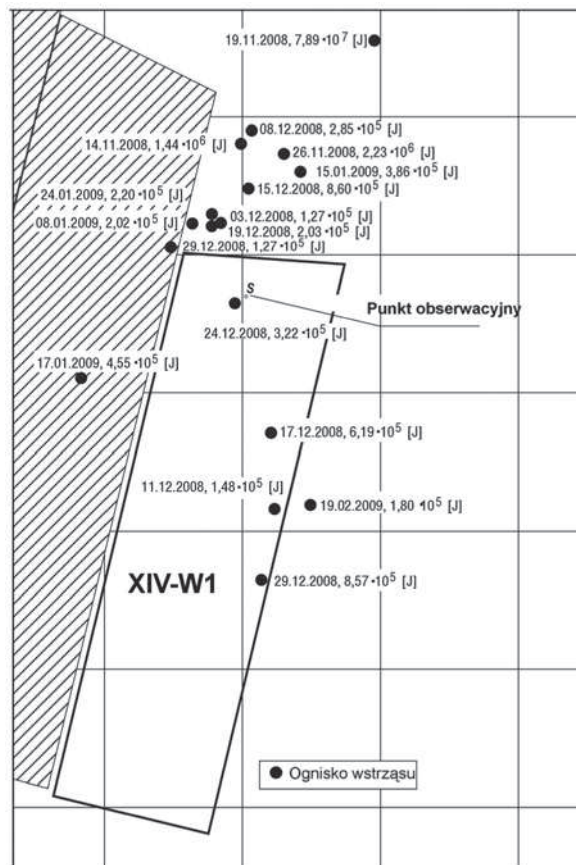 19.11.2008, 7,89•10⁷ [J]
08.12.2008, 2,85•10⁵ [J]
14.11.2008, 1,44•10⁶ [J]
26.11.2008, 2,23•10⁶ [J]
15.01.2009, 3,86•10⁵ [J]
24.01.2009, 2,20•10⁵ [J]
15.12.2008, 8,60•10⁵ [J]
08.01.2009, 2,02•10⁵ [J]
03.12.2008, 1,27•10⁵ [J]
19.12.2008, 2,03•10⁵ [J]
29.12.2008, 1,27•10⁵ [J]
S
Punkt obserwacyjny
24.12.2008, 3,22•10⁵ [J]
17.01.2009, 4,55•10⁵ [J]
17.12.2008, 6,19•10⁵ [J]
11.12.2008, 1,48•10⁵ [J]
19.02.2009, 1,80•10⁵ [J]
XIV-W1
29.12.2008, 8,57•10⁵ [J]
Ognisko wstrząsu